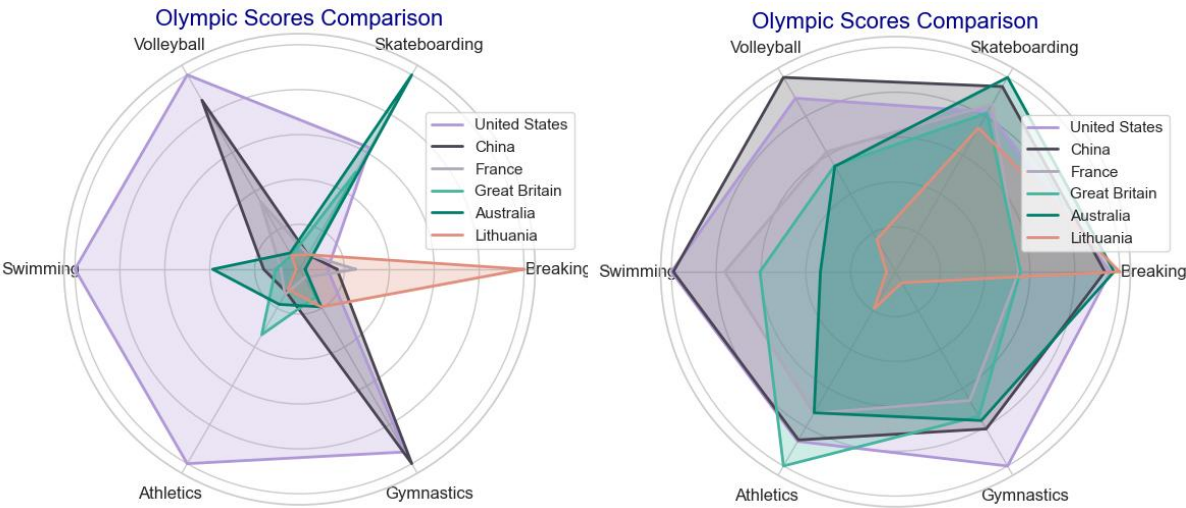 Olympic Scores Comparison
Volleyball
Skateboarding
United States
China
France
Great Britain
Australia
Lithuania
Swimming
Breaking
Athletics
Gymnastics
Olympic Scores Comparison
Volleyball
Skateboarding
United States
China
France
Great Britain
Australia
Lithuania
Swimming
Breaking
Athletics
Gymnastics